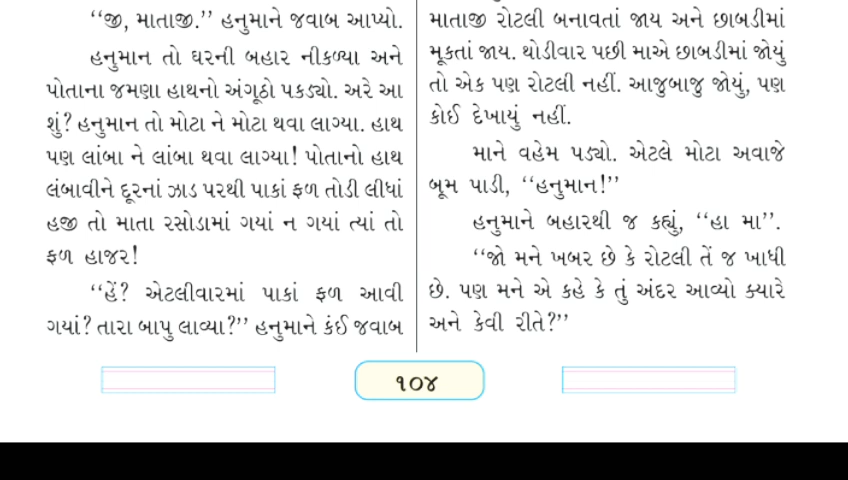 “જી, માતાજી.” હનુમાને જવાબ આપ્યો.
હનુમાન તો ઘરની બહાર નીકળ્યા અને
પોતાના જમણા હાથનો અંગૂઠો પકડ્યો. અરે આ
શું? હનુમાન તો મોટા ને મોટા થવા લાગ્યા. હાથ
પણ લાંબા ને લાંબા થવા લાગ્યા! પોતાનો હાથ
લંબાવીને દૂરનાં ઝાડ પરથી પાકાં ફળ તોડી લીધાં
હજી તો માતા રસોડામાં ગયાં ન ગયાં ત્યાં તો
ફળ હાજર!
“હેં? એટલીવારમાં પાકાં ફળ આવી
ગયાં? તારા બાપુ લાવ્યા?” હનુમાને કંઈ જવાબ
માતાજી રોટલી બનાવતાં જાય અને છાબડીમાં
મૂકતાં જાય. થોડીવાર પછી માએ છાબડીમાં જોયું
તો એક પણ રોટલી નહીં. આજુબાજુ જોયું, પણ
કોઈ દેખાયું નહીં.
માને વહેમ પડ્યો. એટલે મોટા અવાજે
બૂમ પાડી, “હનુમાન!”
હનુમાને બહારથી જ કહ્યું, “હા મા”.
“જો મને ખબર છે કે રોટલી તેં જ ખાધી
છે. પણ મને એ કહે કે તું અંદર આવ્યો ક્યારે
અને કેવી રીતે?”
૧૦૪